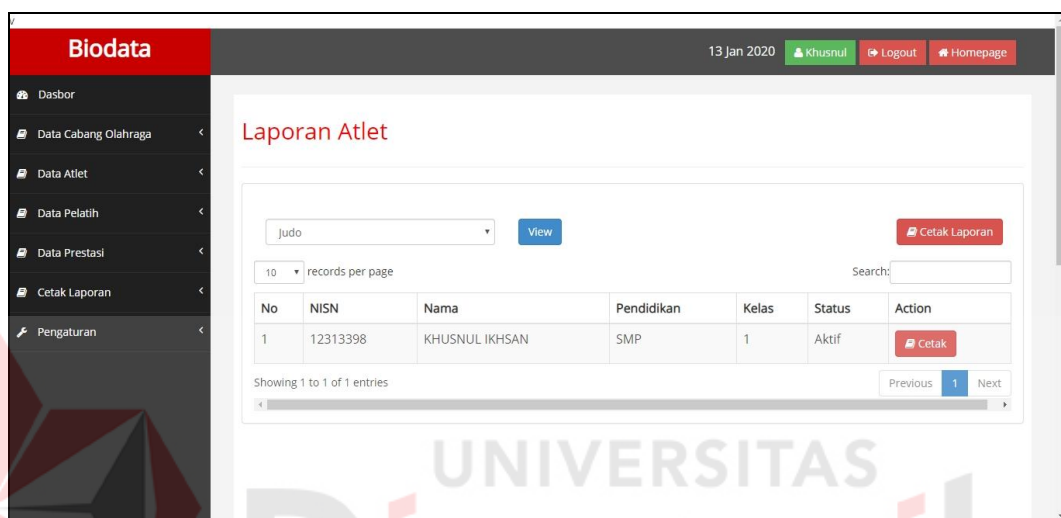 v
Biodata
13 Jan 2020 Khusnul Logout Homepage
Dasbor
Data Cabang Olahraga
Data Atlet
Data Pelatih
Data Prestasi
Cetak Laporan
Pengaturan
Laporan Atlet
Judo View Cetak Laporan
10 records per page Search:
No NISN Nama Pendidikan Kelas Status Action
1 12313398 KHUSNUL IKHSAN SMP 1 Aktif Cetak
Showing 1 to 1 of 1 entries Previous 1 Next
UNIVERSITAS